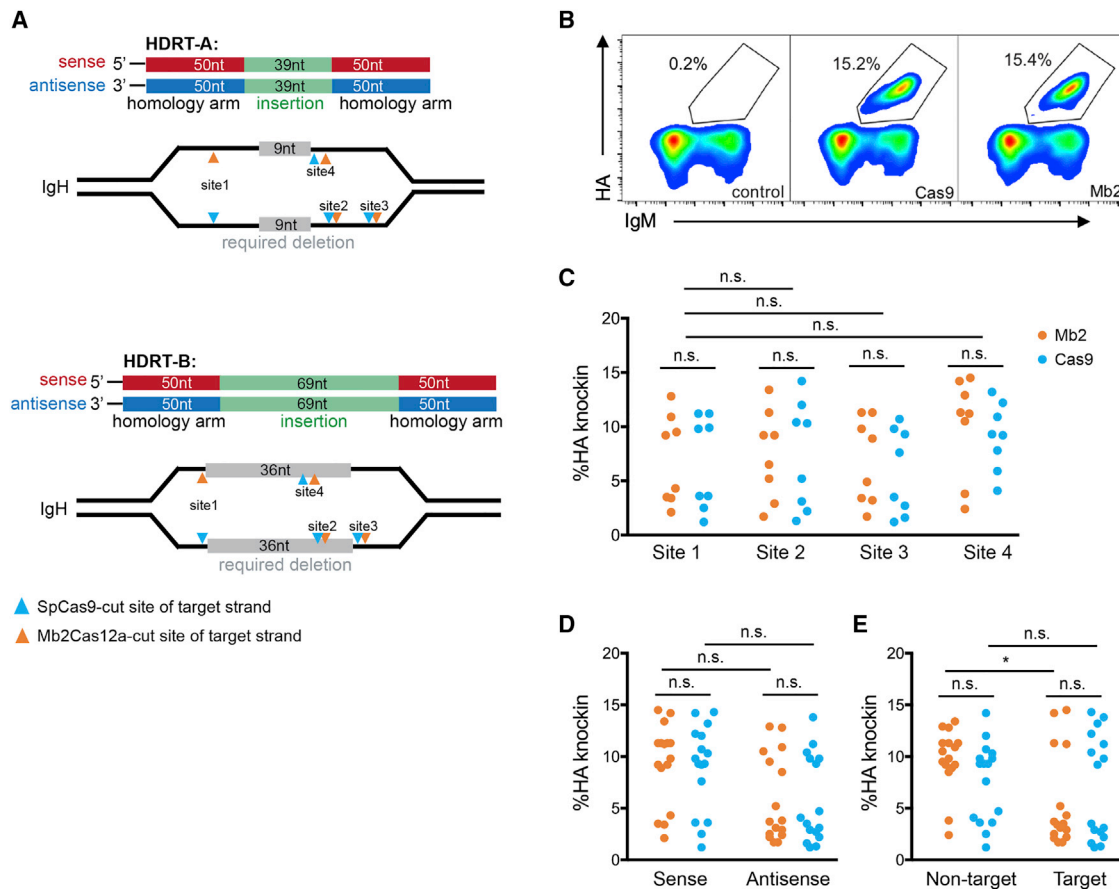 A
HDRT-A:
sense 5' 50nt 39nt 50nt
antisense 3' 50nt 39nt 50nt
homology arm insertion homology arm
9nt
site1 site4
IgH
site2 site3
9nt
required deletion
HDRT-B:
sense 5' 50nt 69nt 50nt
antisense 3' 50nt 69nt 50nt
homology arm insertion homology arm
36nt
site1 site4
IgH
site2 site3
36nt
required deletion
SpCas9-cut site of target strand
Mb2Cas12a-cut site of target strand
B
0.2% 15.2% 15.4%
HA
control Cas9 Mb2
IgM
C
n.s.
n.s.
n.s.
n.s. n.s. n.s. n.s.
Mb2
Cas9
20
15
10
5
0
%HA knockin
Site 1 Site 2 Site 3 Site 4
D
n.s.
n.s.
n.s. n.s.
20
15
10
5
0
%HA knockin
Sense Antisense
E
n.s.
*
n.s. n.s.
20
15
10
5
0
%HA knockin
Non-target Target